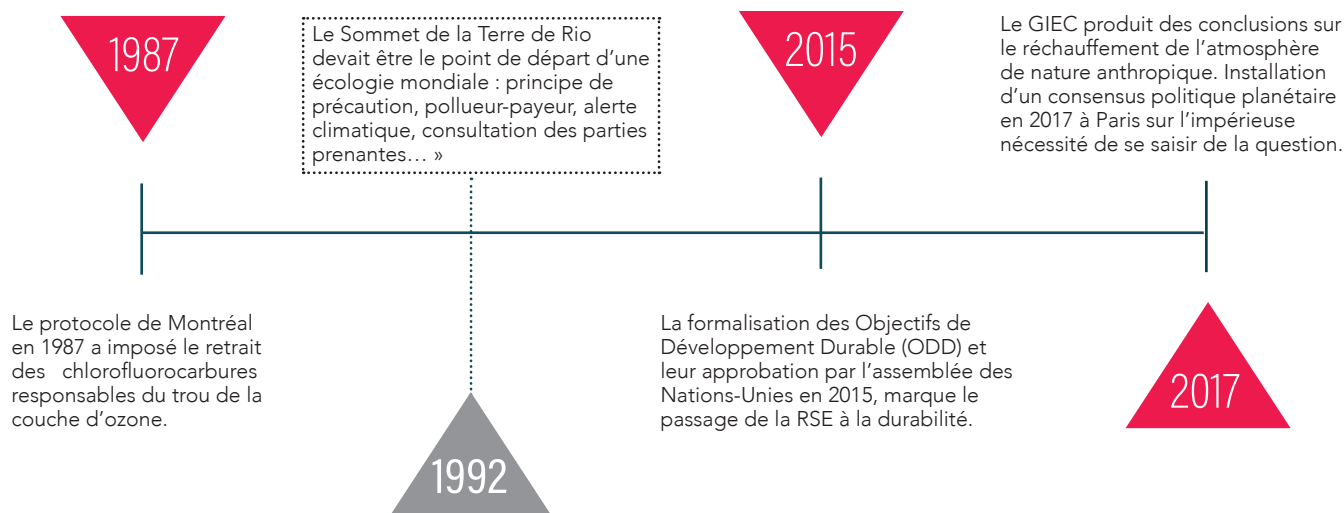 1987
Le protocole de Montréal
en 1987 a imposé le retrait
des chlorofluorocarbures
responsables du trou de la
couche d’ozone.
Le Sommet de la Terre de Rio
devait être le point de départ d’une
écologie mondiale : principe de
précaution, pollueur-payeur, alerte
climatique, consultation des parties
prenantes… »
1992
2015
La formalisation des Objectifs de
Développement Durable (ODD) et
leur approbation par l’assemblée des
Nations-Unies en 2015, marque le
passage de la RSE à la durabilité.
Le GIEC produit des conclusions sur
le réchauffement de l’atmosphère
de nature anthropique. Installation
d’un consensus politique planétaire
en 2017 à Paris sur l’impérieuse
nécessité de se saisir de la question.
2017